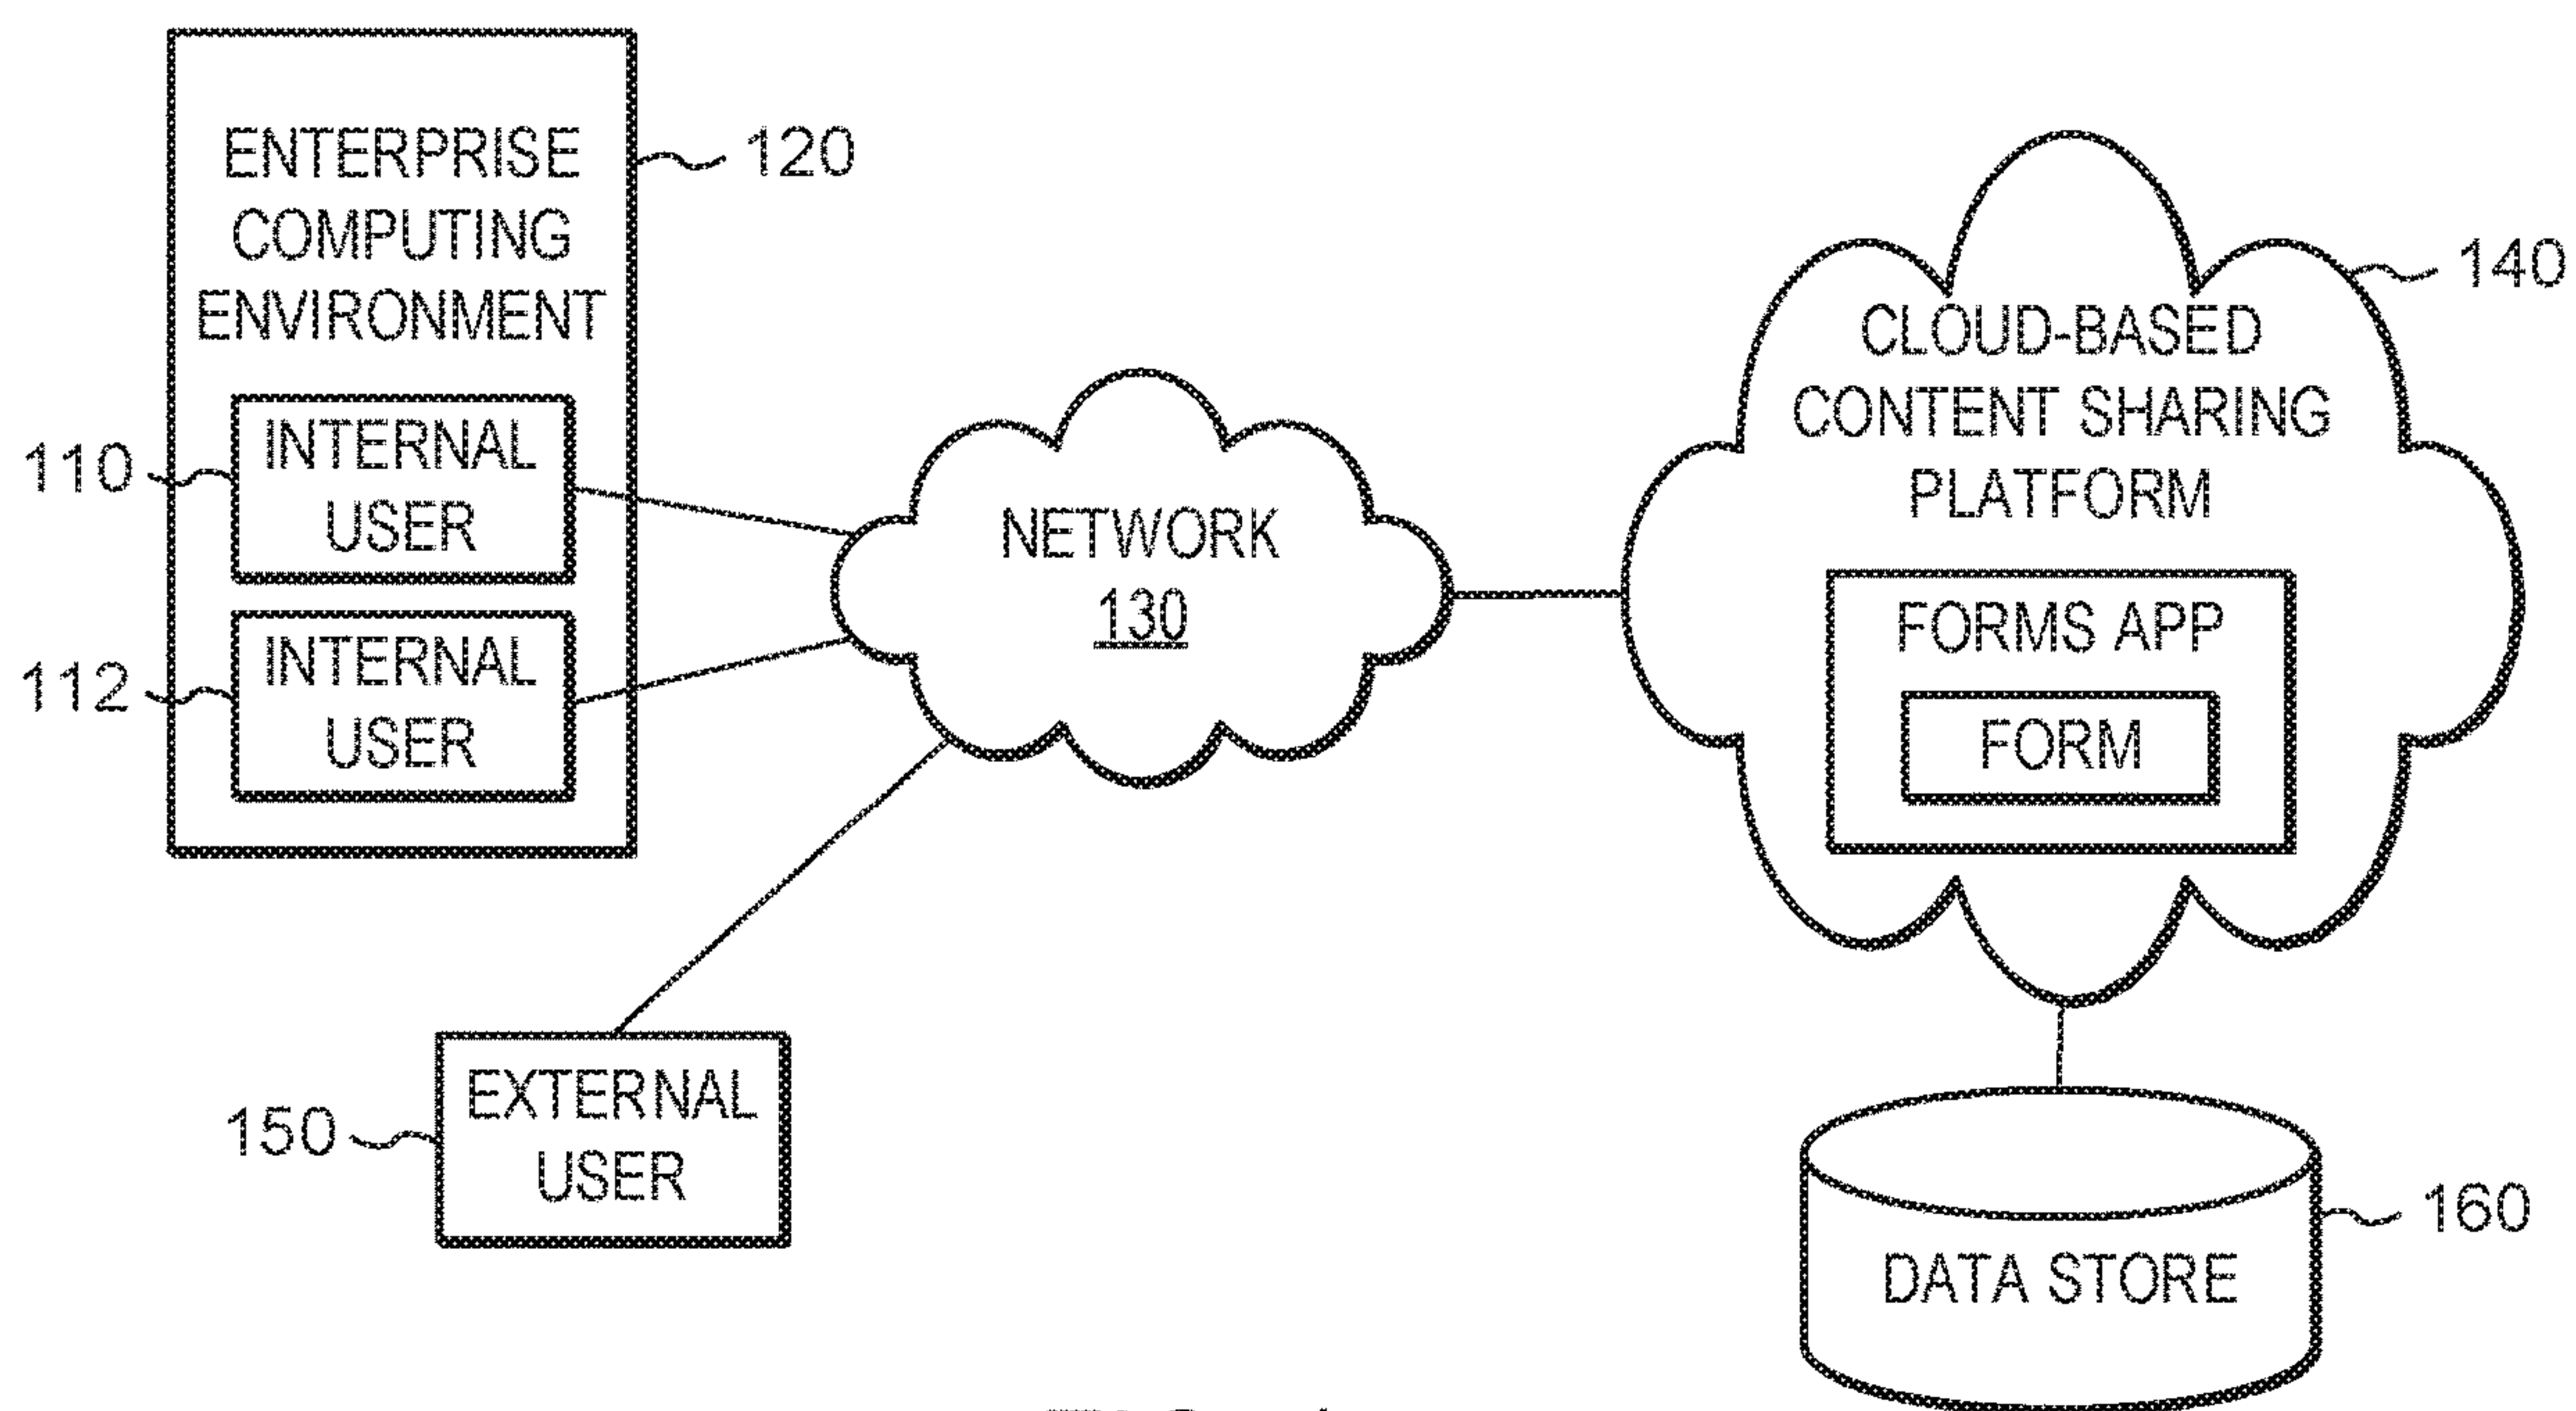 ENTERPRISE
COMPUTING
ENVIRONMENT
120
110
INTERNAL
USER
112
INTERNAL
USER
NETWORK
130
140
CLOUD-BASED
CONTENT SHARING
PLATFORM
FORMS APP
FORM
150
EXTERNAL
USER
160
DATA STORE